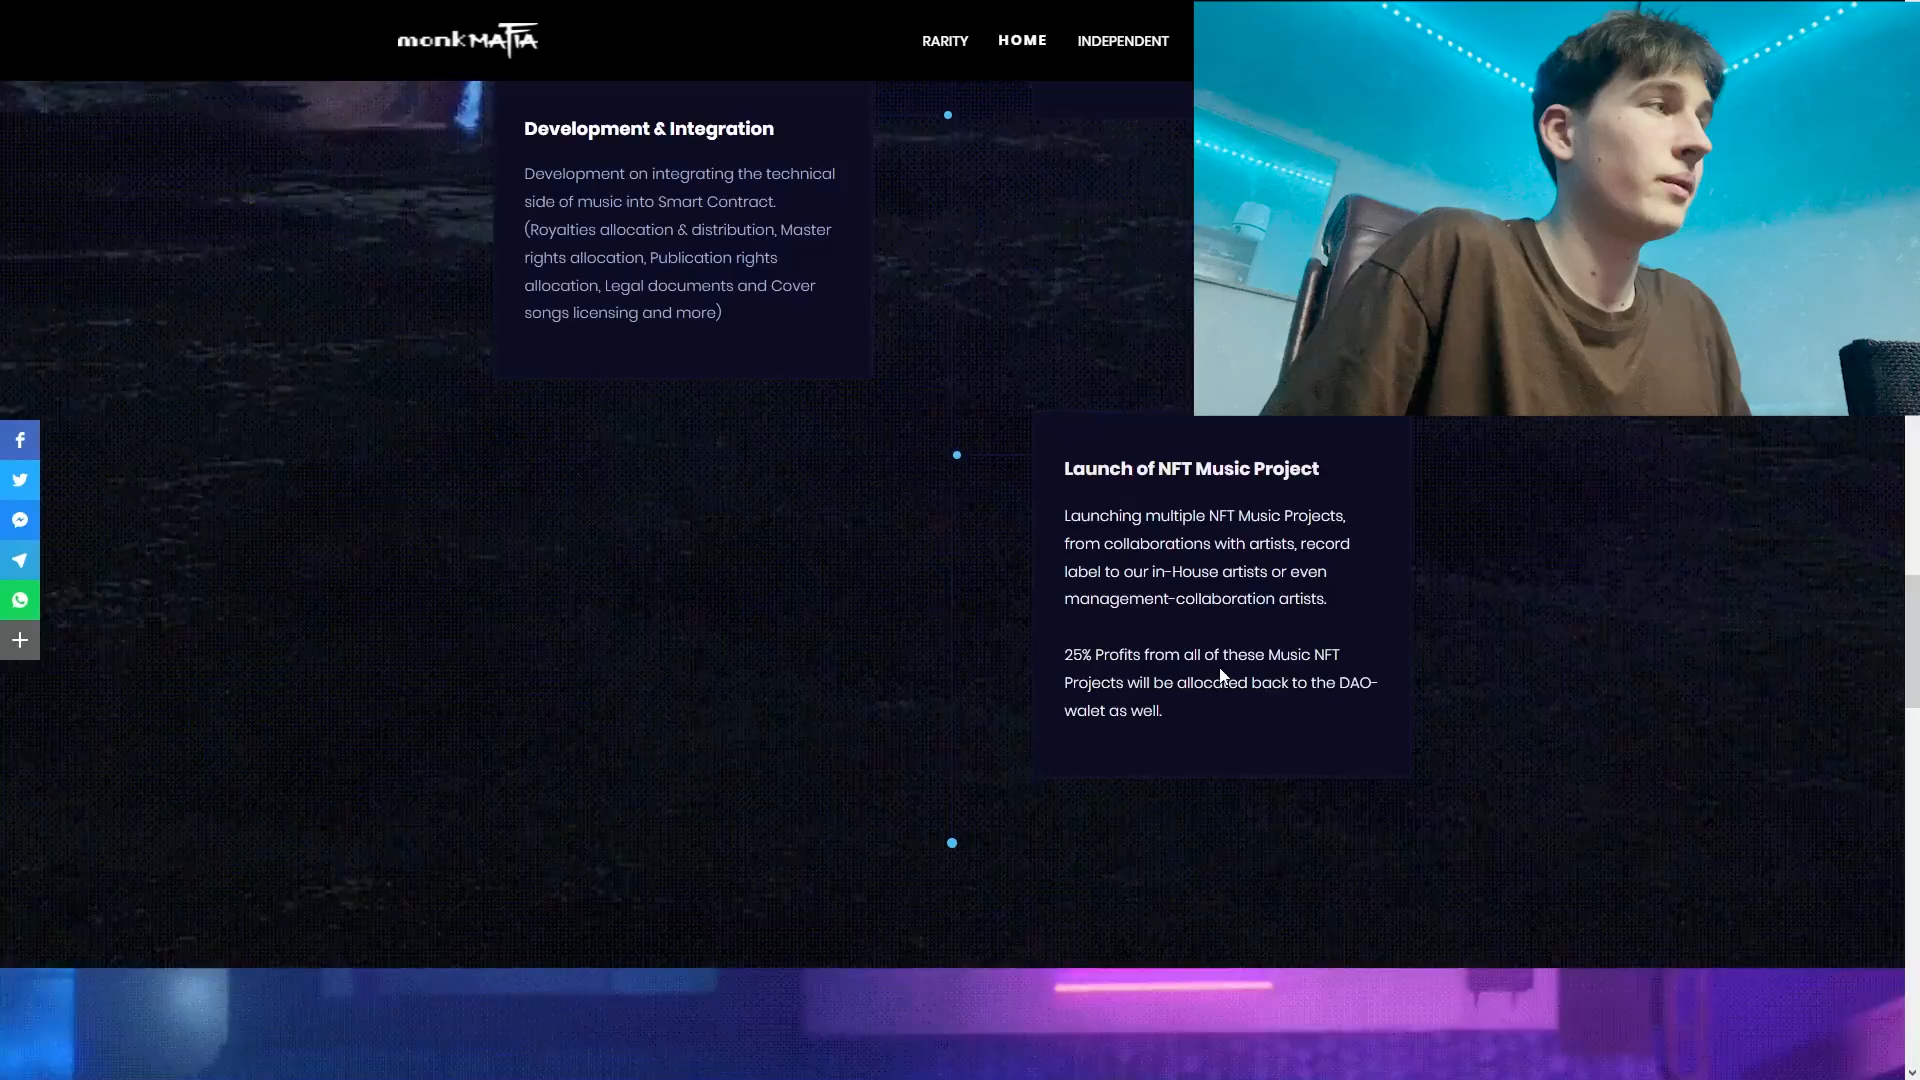 monkMAFIA
RARITY
HOME
INDEPENDENT
Development & Integration
Development on integrating the technical
side of music into Smart Contract.
(Royalties allocation & distribution, Master
rights allocation, Publication rights
allocation, Legal documents and Cover
songs licensing and more)
Launch of NFT Music Project
Launching multiple NFT Music Projects,
from collaborations with artists, record
label to our in-House artists or even
management-collaboration artists.
25% Profits from all of these Music NFT
Projects will be allocated back to the DAO-
walet as well.